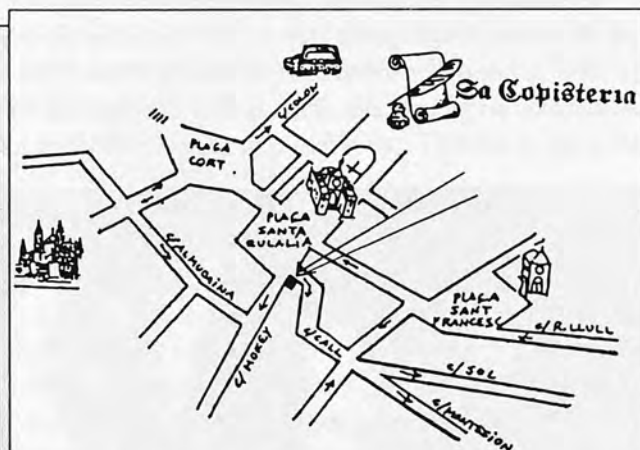 Sa Copisteria
C/COLOM
PLAÇA
CORT
PLAÇA
SANTA
EULALIA
C/ALMUDAINA
C/MOREY
C/CALL
PLAÇA
SANT
FRANCESC
C/R.LLULL
C/SOL
C/MONTESION